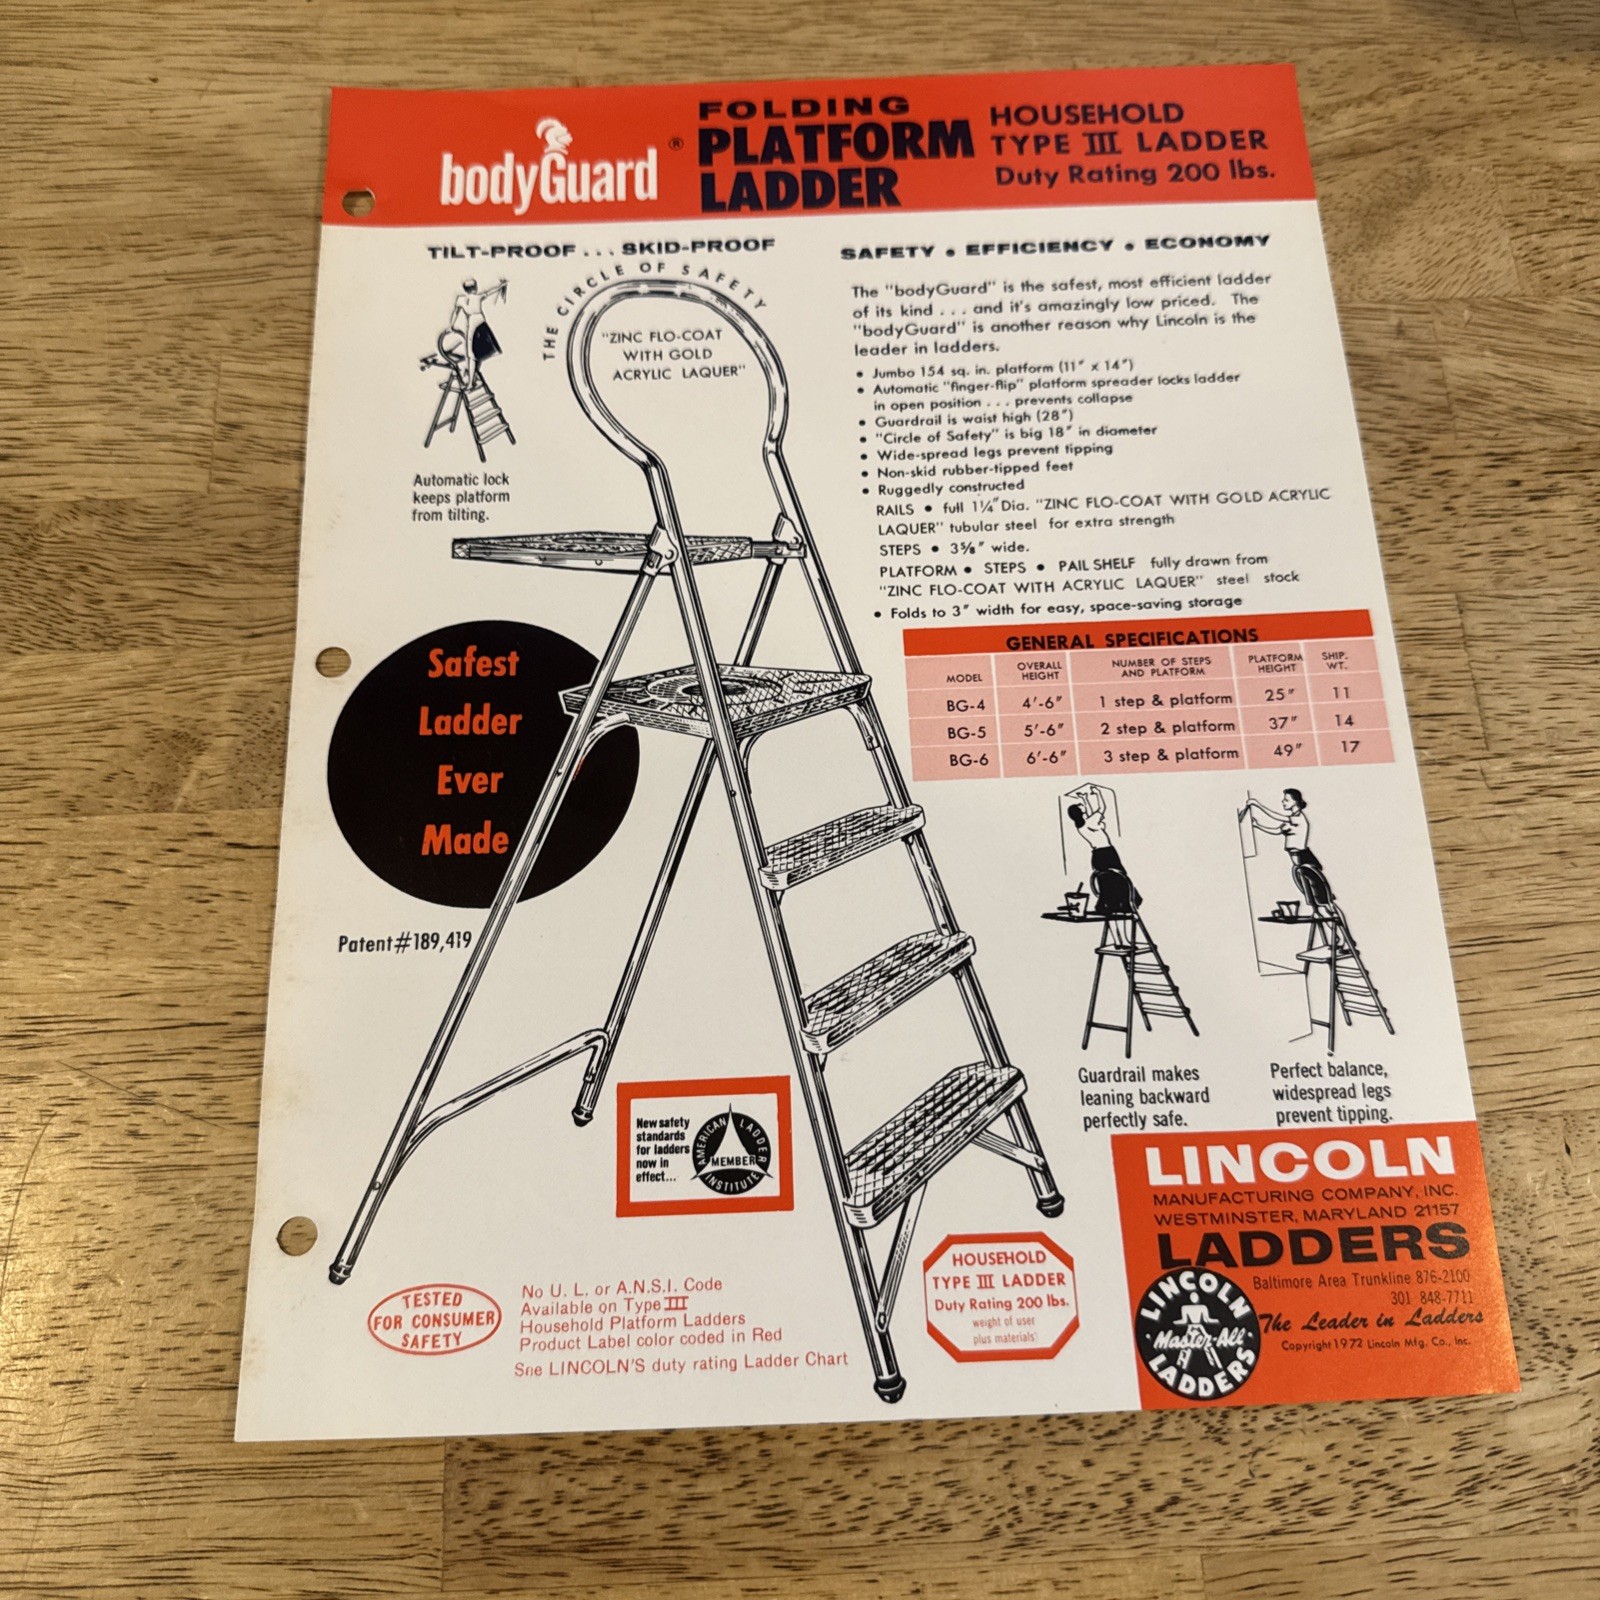 bodyGuard ®
FOLDING
PLATFORM
LADDER
HOUSEHOLD
TYPE III LADDER
Duty Rating 200 lbs.
TILT-PROOF . . . SKID-PROOF
THE CIRCLE OF SAFETY
"ZINC FLO-COAT
WITH GOLD
ACRYLIC LAQUER"
Automatic lock
keeps platform
from tilting.
SAFETY • EFFICIENCY • ECONOMY
The "bodyGuard" is the safest, most efficient ladder
of its kind . . . and it's amazingly low priced. The
"bodyGuard" is another reason why Lincoln is the
leader in ladders.
• Jumbo 154 sq. in. platform (11" x 14")
• Automatic "finger-flip" platform spreader locks ladder
in open position . . . prevents collapse
• Guardrail is waist high (28")
• "Circle of Safety" is big 18" in diameter
• Wide-spread legs prevent tipping
• Non-skid rubber-tipped feet
• Ruggedly constructed
RAILS • full 1¼" Dia. "ZINC FLO-COAT WITH GOLD ACRYLIC
LAQUER" tubular steel for extra strength
STEPS • 3⅝" wide.
PLATFORM • STEPS • PAIL SHELF fully drawn from
"ZINC FLO-COAT WITH ACRYLIC LAQUER" steel stock
• Folds to 3" width for easy, space-saving storage
GENERAL SPECIFICATIONS
MODEL OVERALL HEIGHT NUMBER OF STEPS AND PLATFORM PLATFORM HEIGHT SHIP. WT.
BG-4 4'-6" 1 step & platform 25" 11
BG-5 5'-6" 2 step & platform 37" 14
BG-6 6'-6" 3 step & platform 49" 17
Safest
Ladder
Ever
Made
Patent#189,419
Guardrail makes
leaning backward
perfectly safe.
Perfect balance,
widespread legs
prevent tipping.
New safety
standards
for ladders
now in
effect...
AMERICAN LADDER
MEMBER
INSTITUTE
TESTED
FOR CONSUMER
SAFETY
No U. L. or A.N.S.I. Code
Available on Type III
Household Platform Ladders
Product Label color coded in Red
See LINCOLN'S duty rating Ladder Chart
HOUSEHOLD
TYPE III LADDER
Duty Rating 200 lbs.
weight of user
plus materials
LINCOLN
MANUFACTURING COMPANY, INC.
WESTMINSTER, MARYLAND 21157
LADDERS
Baltimore Area Trunkline 876-2100
301 848-7711
The Leader in Ladders
Copyright 1972 Lincoln Mfg. Co., Inc.
LINCOLN
Master-All
LADDERS